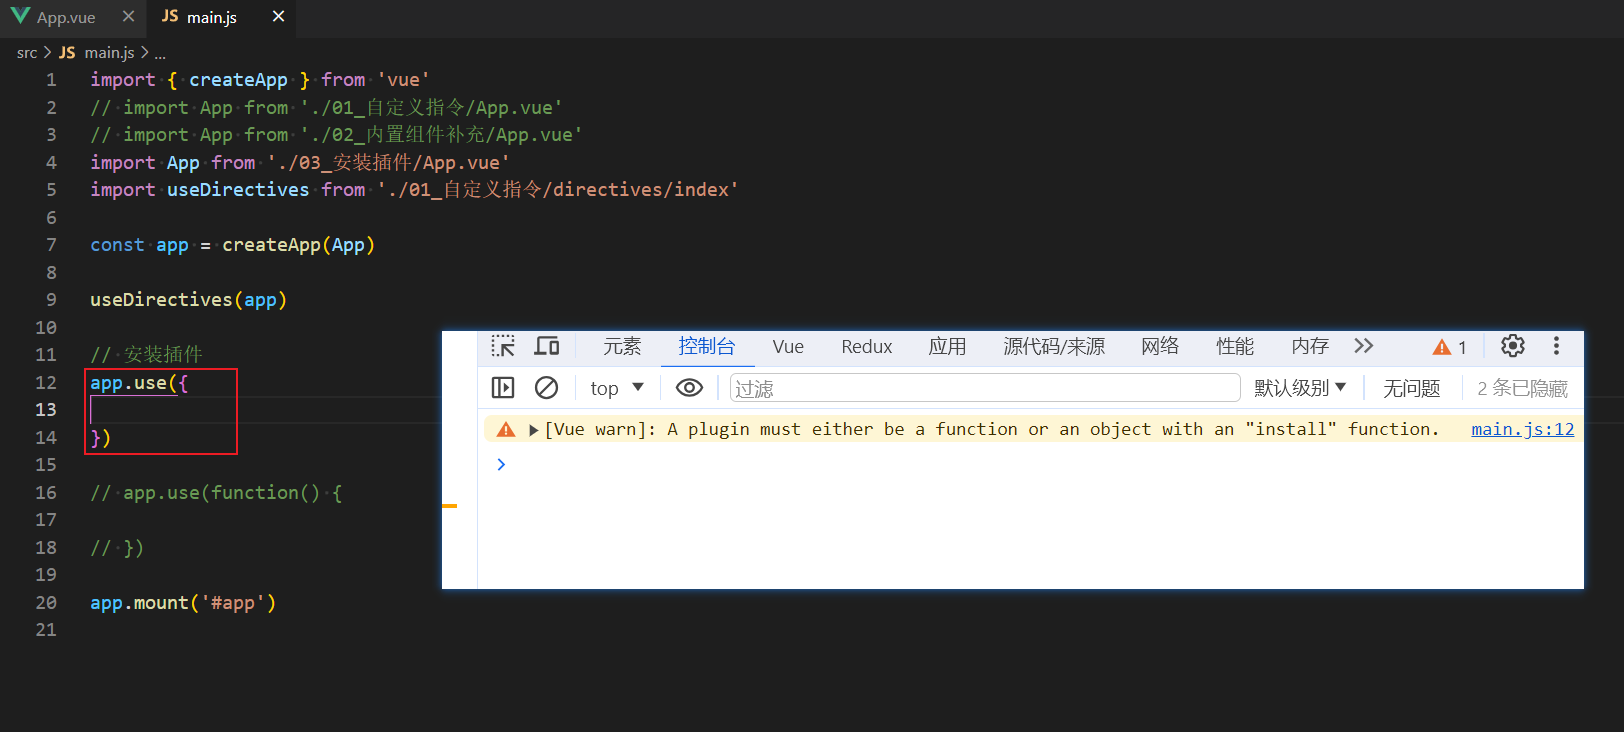 App.vue
JS main.js
src > JS main.js > ...
1 import { createApp } from 'vue'
2 // import App from './01_自定义指令/App.vue'
3 // import App from './02_内置组件补充/App.vue'
4 import App from './03_安装插件/App.vue'
5 import useDirectives from './01_自定义指令/directives/index'
6
7 const app = createApp(App)
8
9 useDirectives(app)
10
11 // 安装插件
12 app.use({
13
14 })
15
16 // app.use(function() {
17
18 // })
19
20 app.mount('#app')
21
元素 控制台 Vue Redux 应用 源代码/来源 网络 性能 内存 1
top 过滤 默认级别 无问题 2 条已隐藏
[Vue warn]: A plugin must either be a function or an object with an "install" function. main.js:12